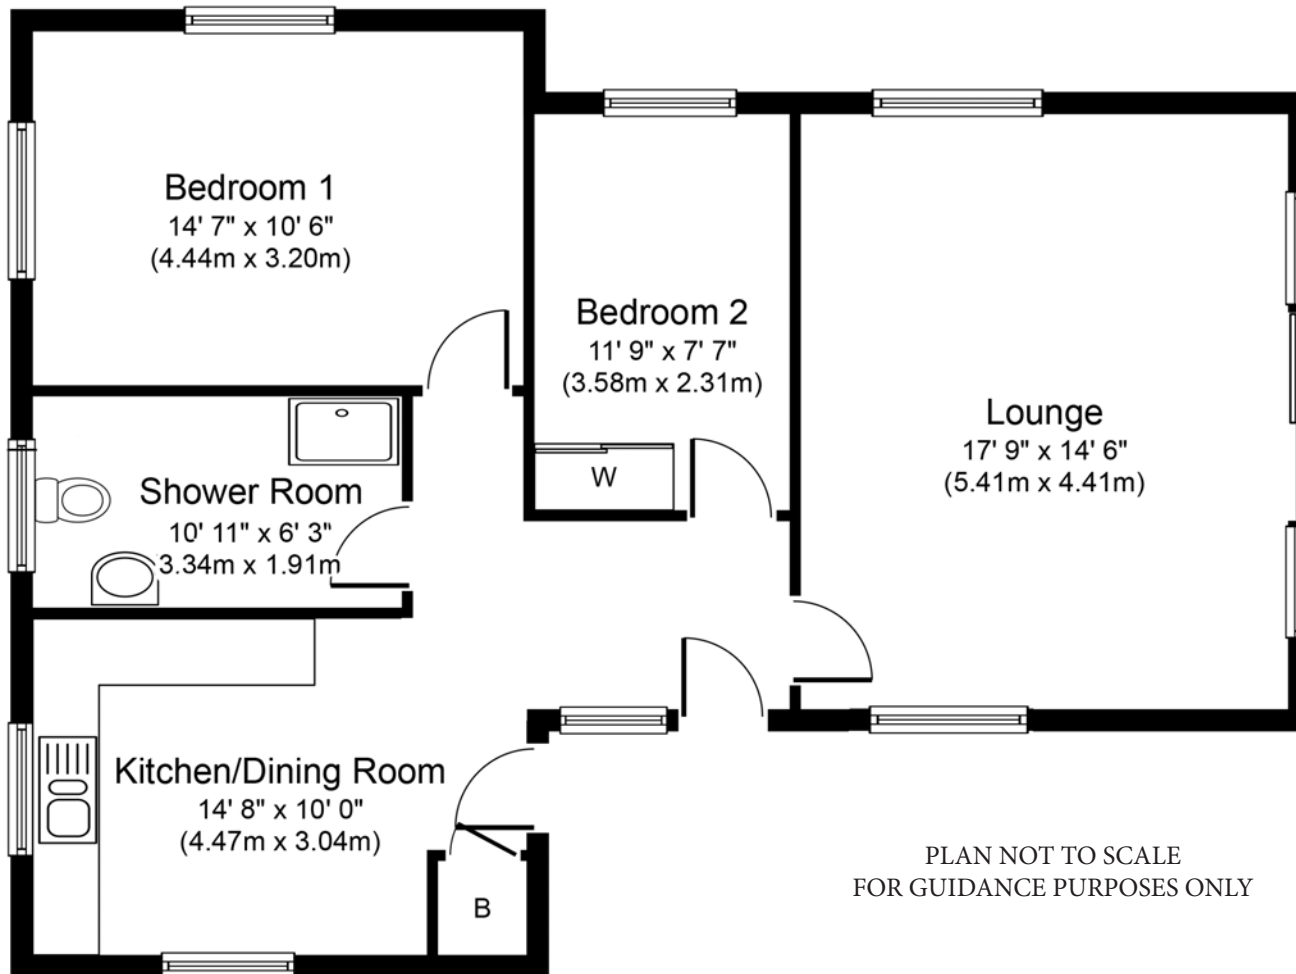 Bedroom 1
14' 7" x 10' 6"
(4.44m x 3.20m)
Bedroom 2
11' 9" x 7' 7"
(3.58m x 2.31m)
W
Lounge
17' 9" x 14' 6"
(5.41m x 4.41m)
Shower Room
10' 11" x 6' 3"
3.34m x 1.91m
Kitchen/Dining Room
14' 8" x 10' 0"
(4.47m x 3.04m)
B
PLAN NOT TO SCALE
FOR GUIDANCE PURPOSES ONLY